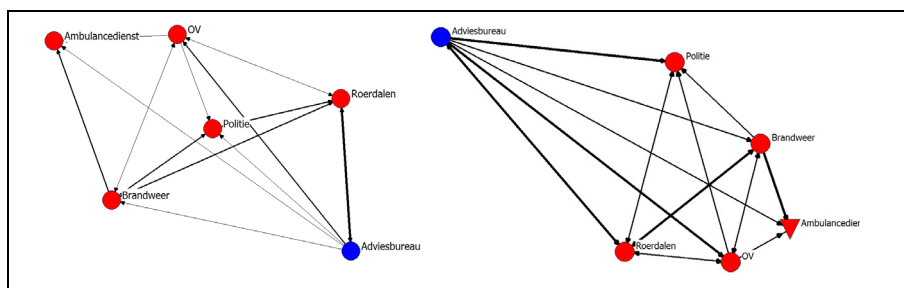 Ambulancedienst
OV
Roerdalen
Politie
Brandweer
Adviesbureau
Adviesbureau
Politie
Brandweer
Ambulancedier
Roerdalen
OV